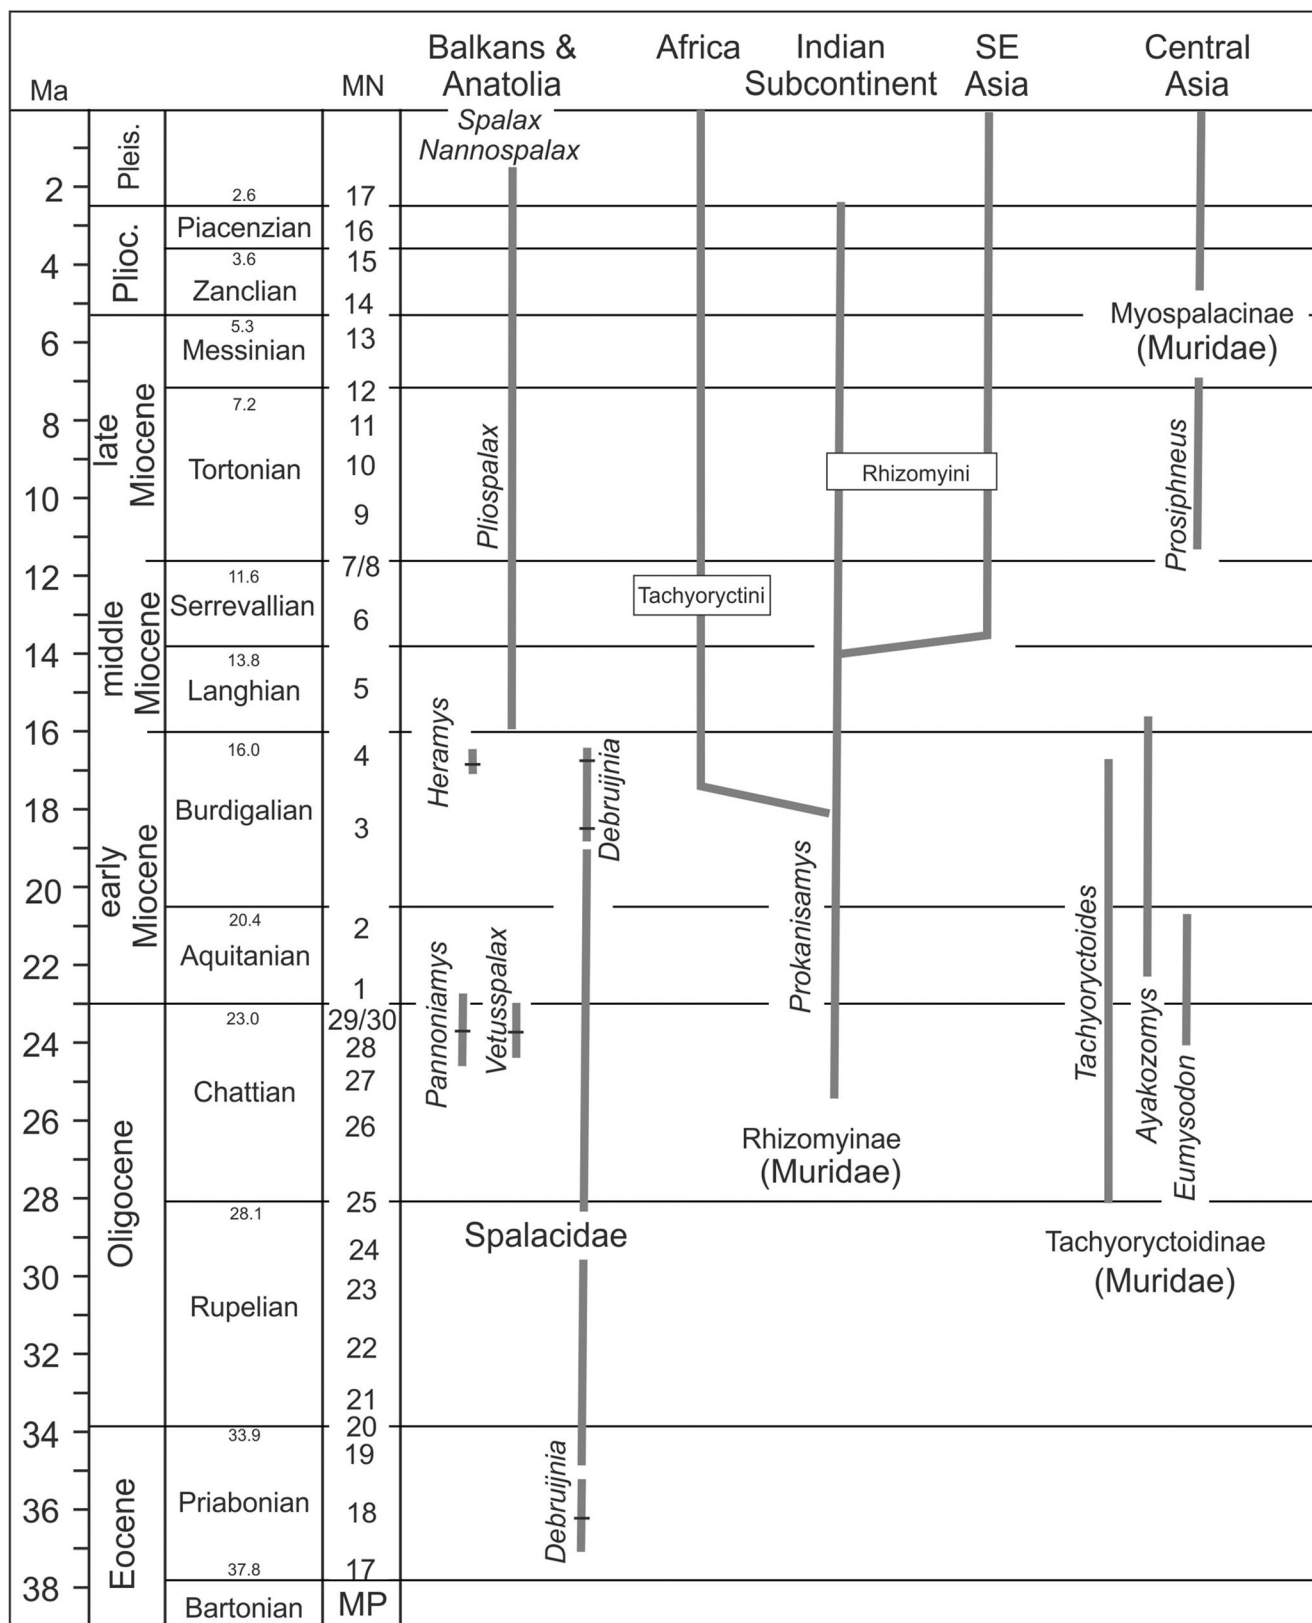 Balkans &
Anatolia
Africa
Indian
Subcontinent
SE
Asia
Central
Asia
Ma
MN
Spalax
Nannospalax
2
4
6
8
10
12
14
16
18
20
22
24
26
28
30
32
34
36
38
Pleis.
Plioc.
late
Miocene
middle
Miocene
early
Miocene
Oligocene
Eocene
2.6
Piacenzian
3.6
Zanclian
5.3
Messinian
7.2
Tortonian
11.6
Serrevallian
13.8
Langhian
16.0
Burdigalian
20.4
Aquitanian
23.0
Chattian
28.1
Rupelian
33.9
Priabonian
37.8
Bartonian
17
16
15
14
13
12
11
10
9
7/8
6
5
4
3
2
1
29/30
28
27
26
25
24
23
22
21
20
19
18
17
MP
Pliospalax
Heramys
Debruijnia
Pannoniamys
Vetusspalax
Spalacidae
Debruijnia
Tachyoryctini
Rhizomyini
Prokanisamys
Rhizomyinae
(Muridae)
Myospalacinae
(Muridae)
Prosiphneus
Tachyoryctoides
Ayakozomys
Eumysodon
Tachyoryctoidinae
(Muridae)